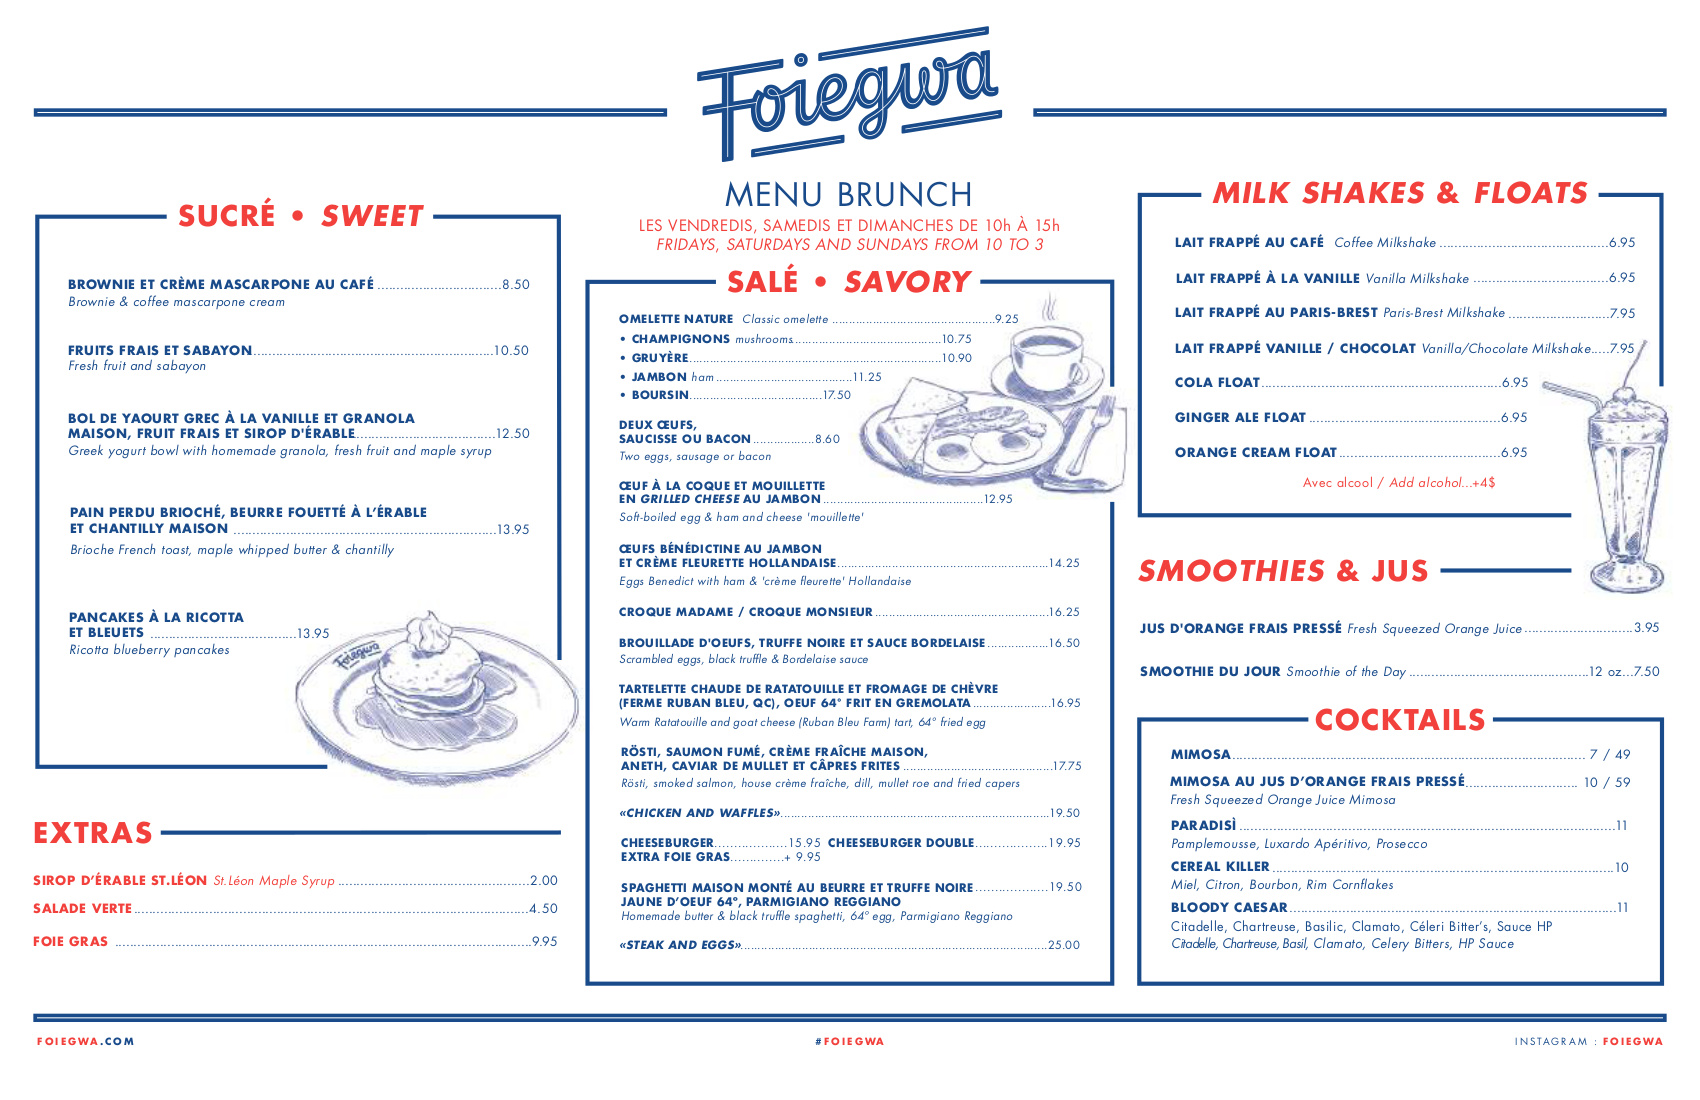 Foiegwa
MENU BRUNCH
LES VENDREDIS, SAMEDIS ET DIMANCHES DE 10h À 15h
FRIDAYS, SATURDAYS AND SUNDAYS FROM 10 TO 3
SUCRÉ • SWEET
BROWNIE ET CRÈME MASCARPONE AU CAFÉ ................................8.50
Brownie & coffee mascarpone cream
FRUITS FRAIS ET SABAYON................................10.50
Fresh fruit and sabayon
BOL DE YAOURT GREC À LA VANILLE ET GRANOLA
MAISON, FRUIT FRAIS ET SIROP D'ÉRABLE................................12.50
Greek yogurt bowl with homemade granola, fresh fruit and maple syrup
PAIN PERDU BRIOCHÉ, BEURRE FOUETTÉ À L’ÉRABLE
ET CHANTILLY MAISON ................................13.95
Brioche French toast, maple whipped butter & chantilly
PANCAKES À LA RICOTTA
ET BLEUETS ................................13.95
Ricotta blueberry pancakes
Foiegwa
EXTRAS
SIROP D’ÉRABLE ST.LÉON St.Léon Maple Syrup ................................2.00
SALADE VERTE................................4.50
FOIE GRAS ................................9.95
SALÉ • SAVORY
OMELETTE NATURE Classic omelette ................................9.25
• CHAMPIGNONS mushrooms................................10.75
• GRUYÈRE................................10.90
• JAMBON ham................................11.25
• BOURSIN................................17.50
DEUX ŒUFS,
SAUCISSE OU BACON.................8.60
Two eggs, sausage or bacon
ŒUF À LA COQUE ET MOUILLETTE
EN GRILLED CHEESE AU JAMBON................................12.95
Soft-boiled egg & ham and cheese 'mouillette'
ŒUFS BÉNÉDICTINE AU JAMBON
ET CRÈME FLEURETTE HOLLANDAISE................................14.25
Eggs Benedict with ham & 'crème fleurette' Hollandaise
CROQUE MADAME / CROQUE MONSIEUR................................16.25
BROUILLADE D'OEUFS, TRUFFE NOIRE ET SAUCE BORDELAISE.................16.50
Scrambled eggs, black truffle & Bordelaise sauce
TARTELETTE CHAUDE DE RATATOUILLE ET FROMAGE DE CHÈVRE
(FERME RUBAN BLEU, QC), OEUF 64° FRIT EN GREMOLATA......................16.95
Warm Ratatouille and goat cheese (Ruban Bleu Farm) tart, 64° fried egg
RÖSTI, SAUMON FUMÉ, CRÈME FRAÎCHE MAISON,
ANETH, CAVIAR DE MULLET ET CÂPRES FRITES ................................17.75
Rösti, smoked salmon, house crème fraîche, dill, mullet roe and fried capers
«CHICKEN AND WAFFLES»................................19.50
CHEESEBURGER...................15.95 CHEESEBURGER DOUBLE...................19.95
EXTRA FOIE GRAS..............+ 9.95
SPAGHETTI MAISON MONTÉ AU BEURRE ET TRUFFE NOIRE...................19.50
JAUNE D’OEUF 64°, PARMIGIANO REGGIANO
Homemade butter & black truffle spaghetti, 64° egg, Parmigiano Reggiano
«STEAK AND EGGS»................................25.00
MILK SHAKES & FLOATS
LAIT FRAPPÉ AU CAFÉ Coffee Milkshake ................................6.95
LAIT FRAPPÉ À LA VANILLE Vanilla Milkshake ................................6.95
LAIT FRAPPÉ AU PARIS-BREST Paris-Brest Milkshake ...........................7.95
LAIT FRAPPÉ VANILLE / CHOCOLAT Vanilla/Chocolate Milkshake.....7.95
COLA FLOAT................................6.95
GINGER ALE FLOAT................................6.95
ORANGE CREAM FLOAT................................6.95
Avec alcool / Add alcohol...+4$
SMOOTHIES & JUS
JUS D'ORANGE FRAIS PRESSÉ Fresh Squeezed Orange Juice.............................3.95
SMOOTHIE DU JOUR Smoothie of the Day ................................12 oz...7.50
COCKTAILS
MIMOSA................................ 7 / 49
MIMOSA AU JUS D’ORANGE FRAIS PRESSÉ.............................. 10 / 59
Fresh Squeezed Orange Juice Mimosa
PARADISÌ ................................11
Pamplemousse, Luxardo Apéritivo, Prosecco
CEREAL KILLER ................................10
Miel, Citron, Bourbon, Rim Cornflakes
BLOODY CAESAR................................11
Citadelle, Chartreuse, Basilic, Clamato, Céleri Bitter’s, Sauce HP
Citadelle, Chartreuse, Basil, Clamato, Celery Bitters, HP Sauce
FOIEGWA.COM
#FOIEGWA
INSTAGRAM : FOIEGWA